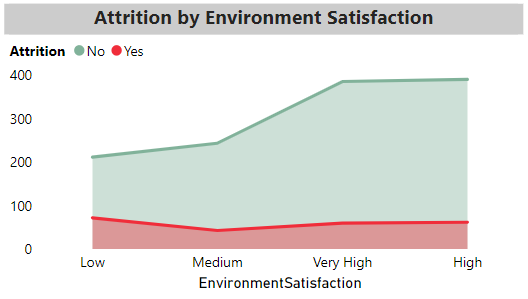 Attrition by Environment Satisfaction
Attrition No Yes
400
300
200
100
0
Low Medium Very High High
EnvironmentSatisfaction